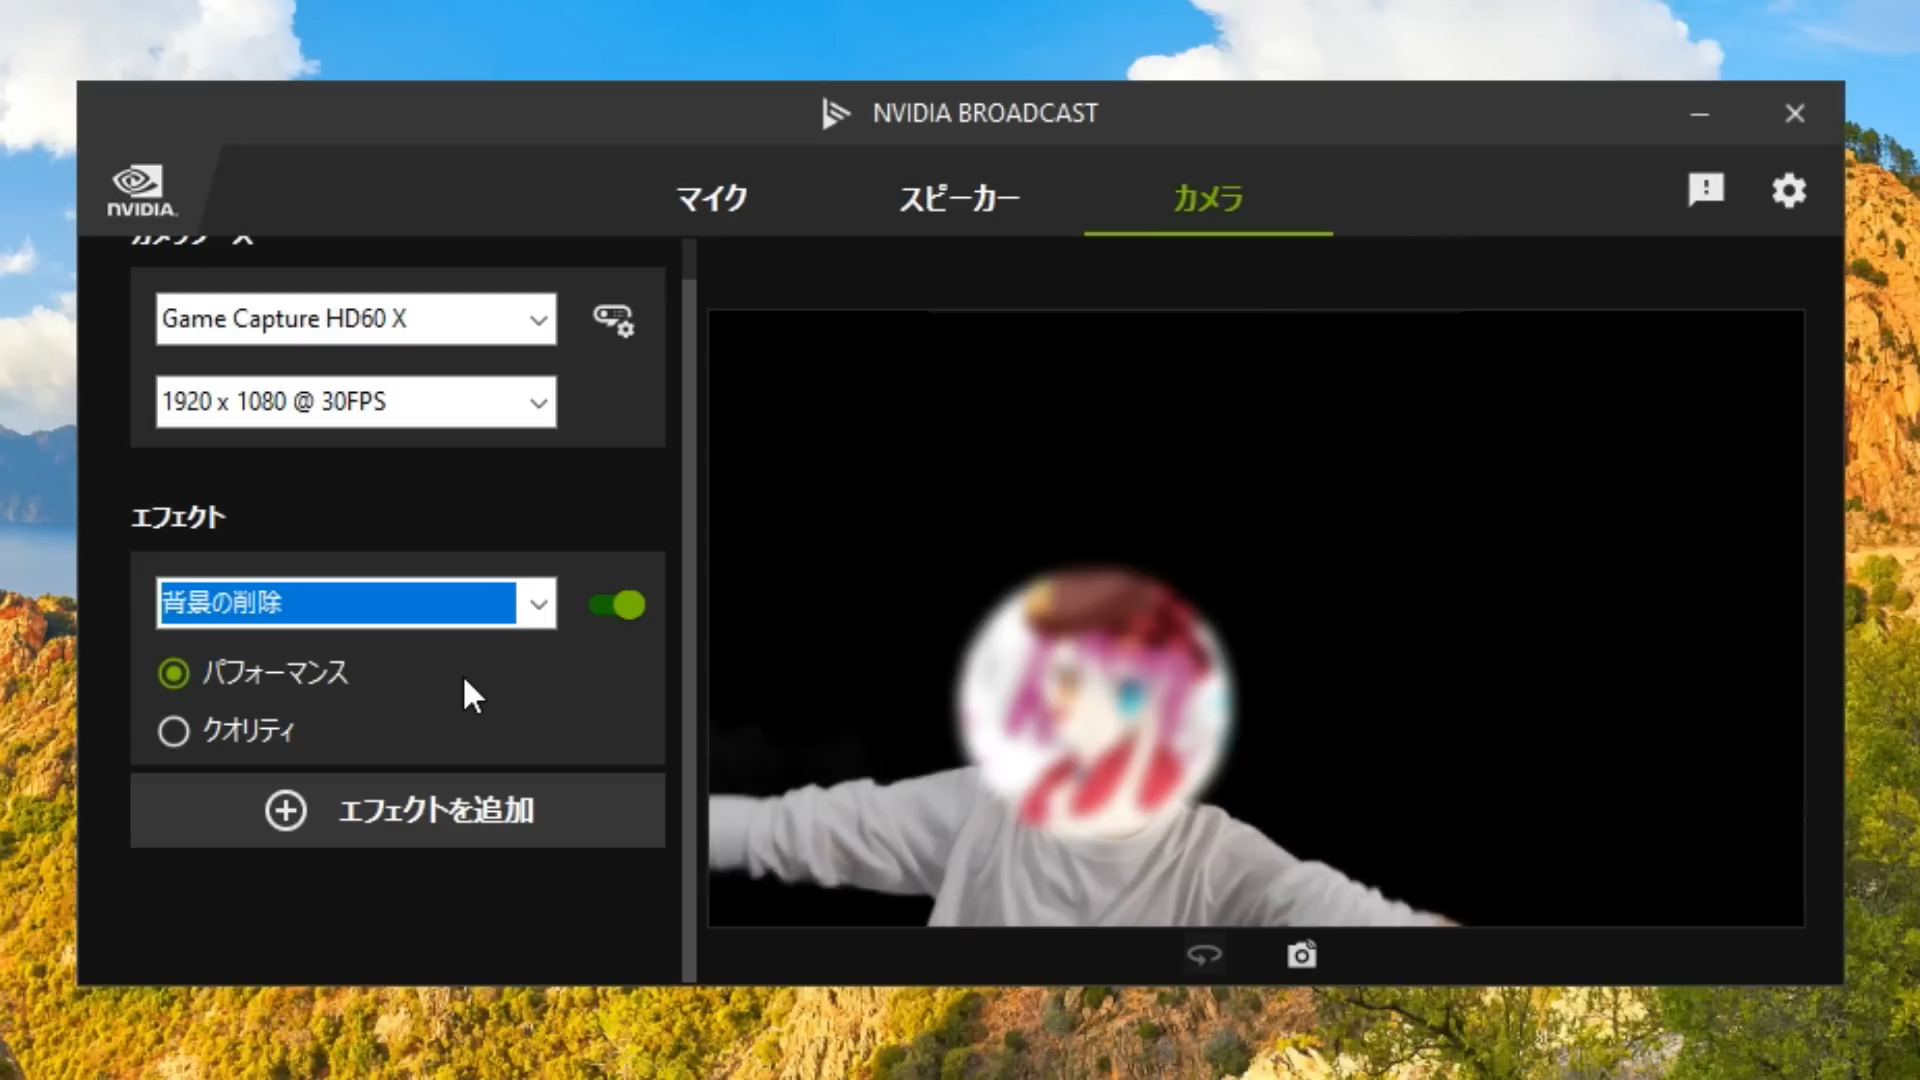 NVIDIA BROADCAST
NVIDIA.
マイク
スピーカー
カメラ
Game Capture HD60 X
1920 x 1080 @ 30FPS
エフェクト
背景の削除
パフォーマンス
クオリティ
エフェクトを追加